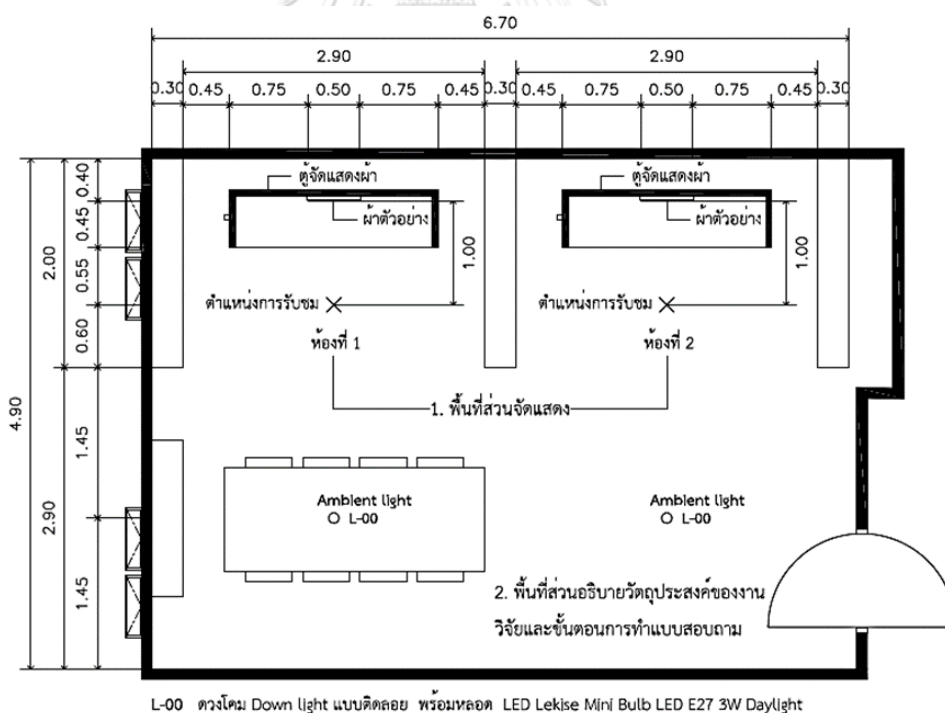 6.70
2.90 2.90
0.30 0.45 0.75 0.50 0.75 0.45 0.30 0.45 0.75 0.50 0.75 0.45 0.30
ตู้จัดแสดงผ้า ตู้จัดแสดงผ้า
ผ้าตัวอย่าง ผ้าตัวอย่าง
0.40
0.45
2.00
0.55
0.60
1.00 1.00
ตำแหน่งการรับชม ตำแหน่งการรับชม
ห้องที่ 1 ห้องที่ 2
1. พื้นที่ส่วนจัดแสดง
4.90
1.45
2.90
1.45
Ambient light Ambient light
L-00 L-00
2. พื้นที่ส่วนอธิบายวัตถุประสงค์ของงาน
วิจัยและขั้นตอนการทำแบบสอบถาม
L-00 ดวงโคม Down light แบบติดลอย พร้อมหลอด LED Lekise Mini Bulb LED E27 3W Daylight